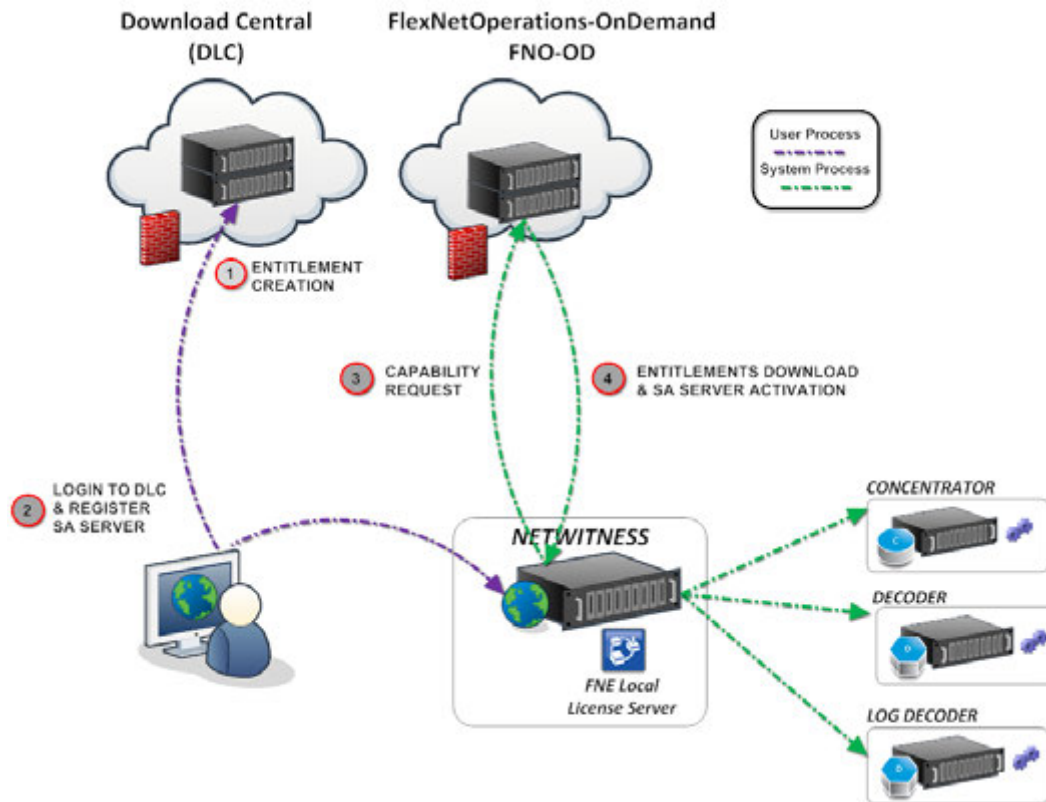 Download Central
(DLC)
FlexNetOperations-OnDemand
FNO-OD
User Process
System Process
1
ENTITLEMENT
CREATION
3
CAPABILITY
REQUEST
4
ENTITLEMENTS DOWNLOAD
& SA SERVER ACTIVATION
2
LOGIN TO DLC
& REGISTER
SA SERVER
NETWITNESS
FNE Local
License Server
CONCENTRATOR
C
DECODER
D
LOG DECODER
D